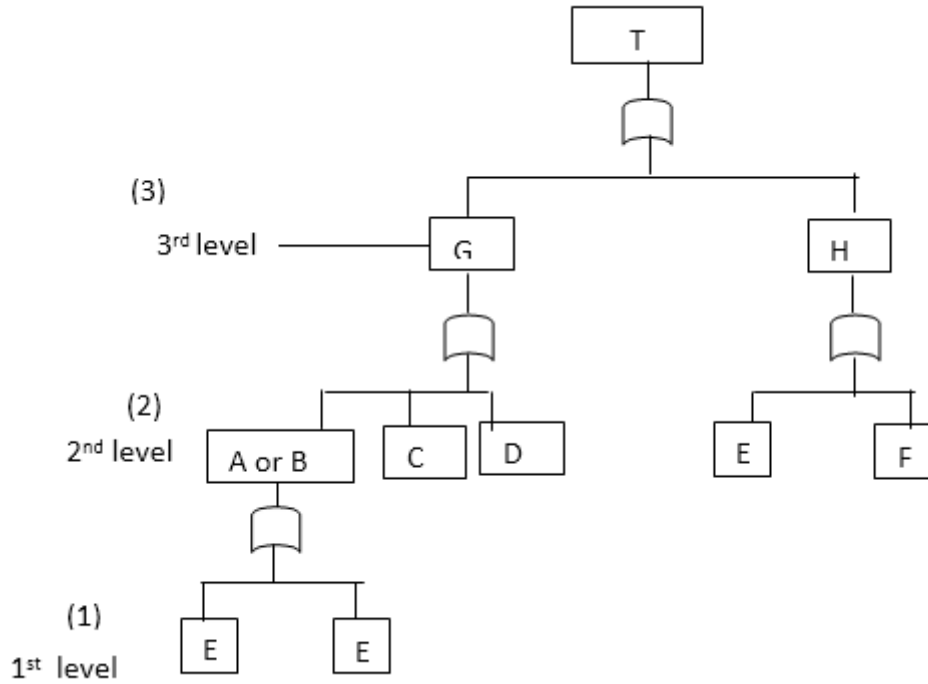 T
(3)
3rd level
G
H
(2)
2nd level
A or B
C
D
E
F
(1)
1st level
E
E